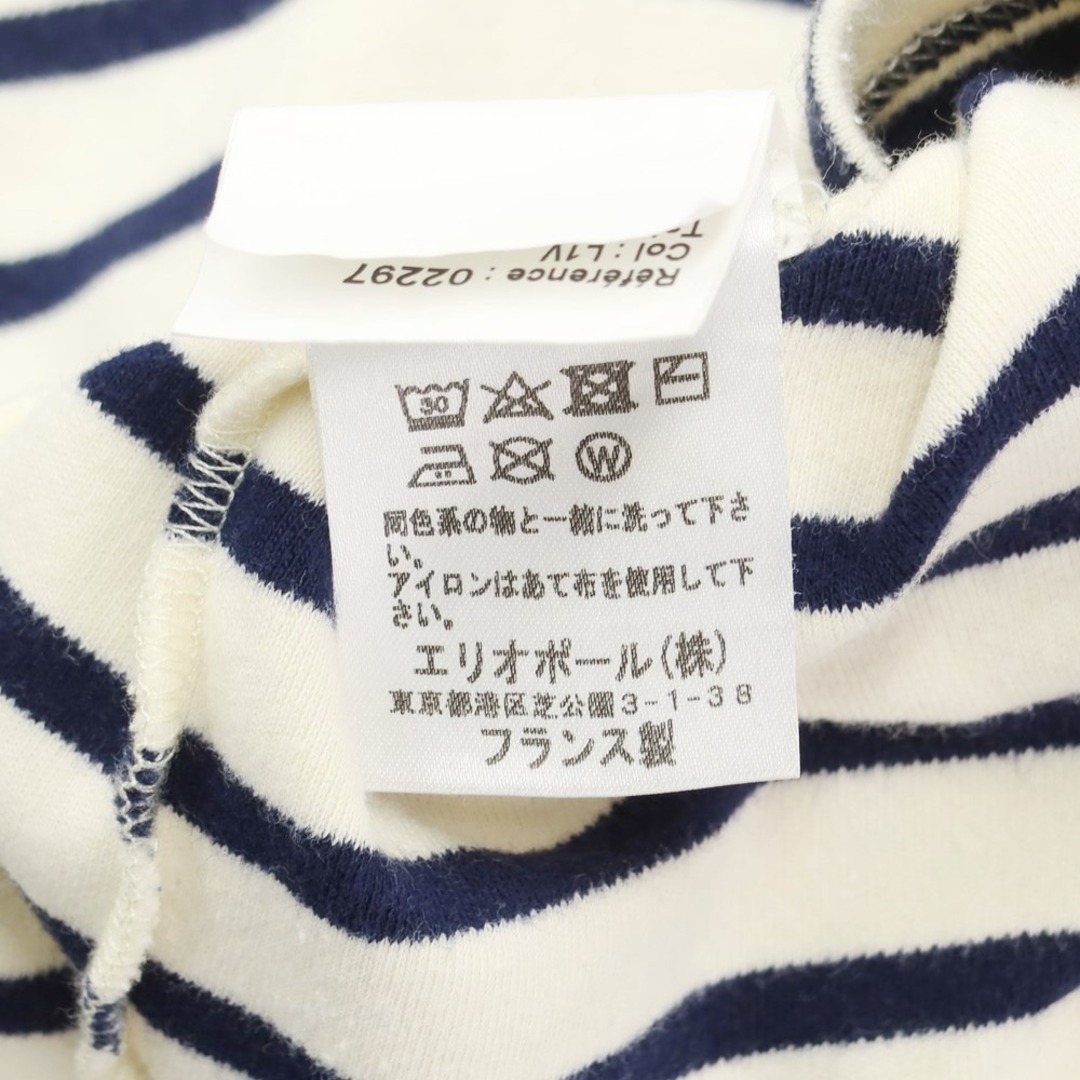 Référence : 02297
Col : L1V
30
W
同色系の物と一緒に洗って下さ
い。
アイロンはあて布を使用して下
さい。
エリオポール(株)
東京都港区芝公園3-1-38
フランス製